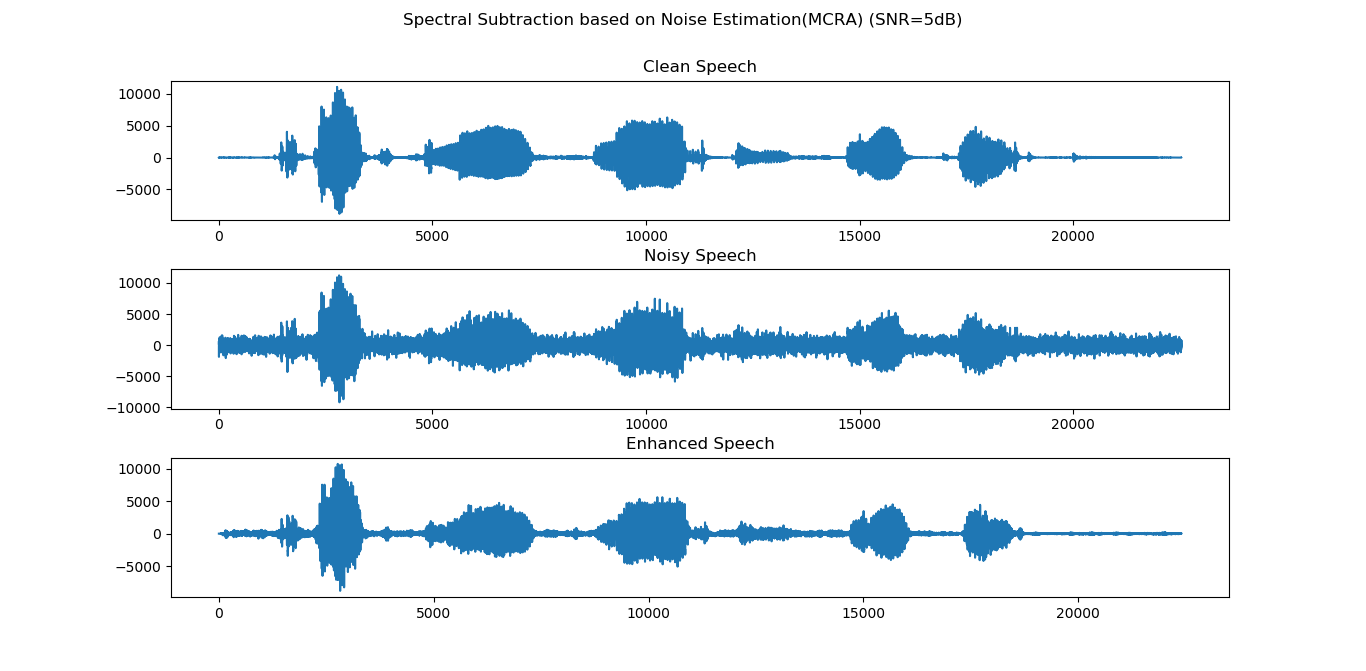 Spectral Subtraction based on Noise Estimation(MCRA) (SNR=5dB)
Clean Speech
10000
5000
0
−5000
0 5000 10000 15000 20000
Noisy Speech
10000
5000
0
−5000
−10000
0 5000 10000 15000 20000
Enhanced Speech
10000
5000
0
−5000
0 5000 10000 15000 20000